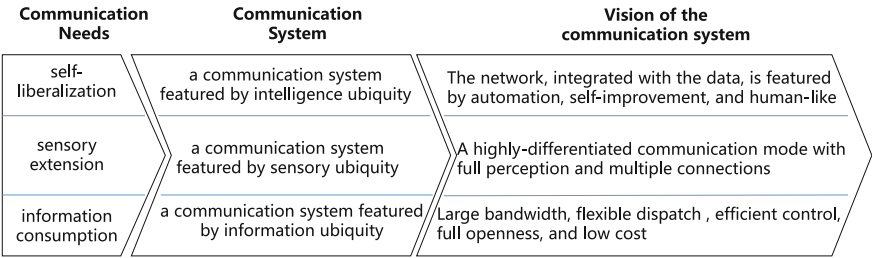 Communication
Needs
Communication
System
Vision of the
communication system
self-
liberalization
a communication system
featured by intelligence ubiquity
The network, integrated with the data, is featured
by automation, self-improvement, and human-like
sensory
extension
a communication system
featured by sensory ubiquity
A highly-differentiated communication mode with
full perception and multiple connections
information
consumption
a communication system featured
by information ubiquity
Large bandwidth, flexible dispatch , efficient control,
full openness, and low cost